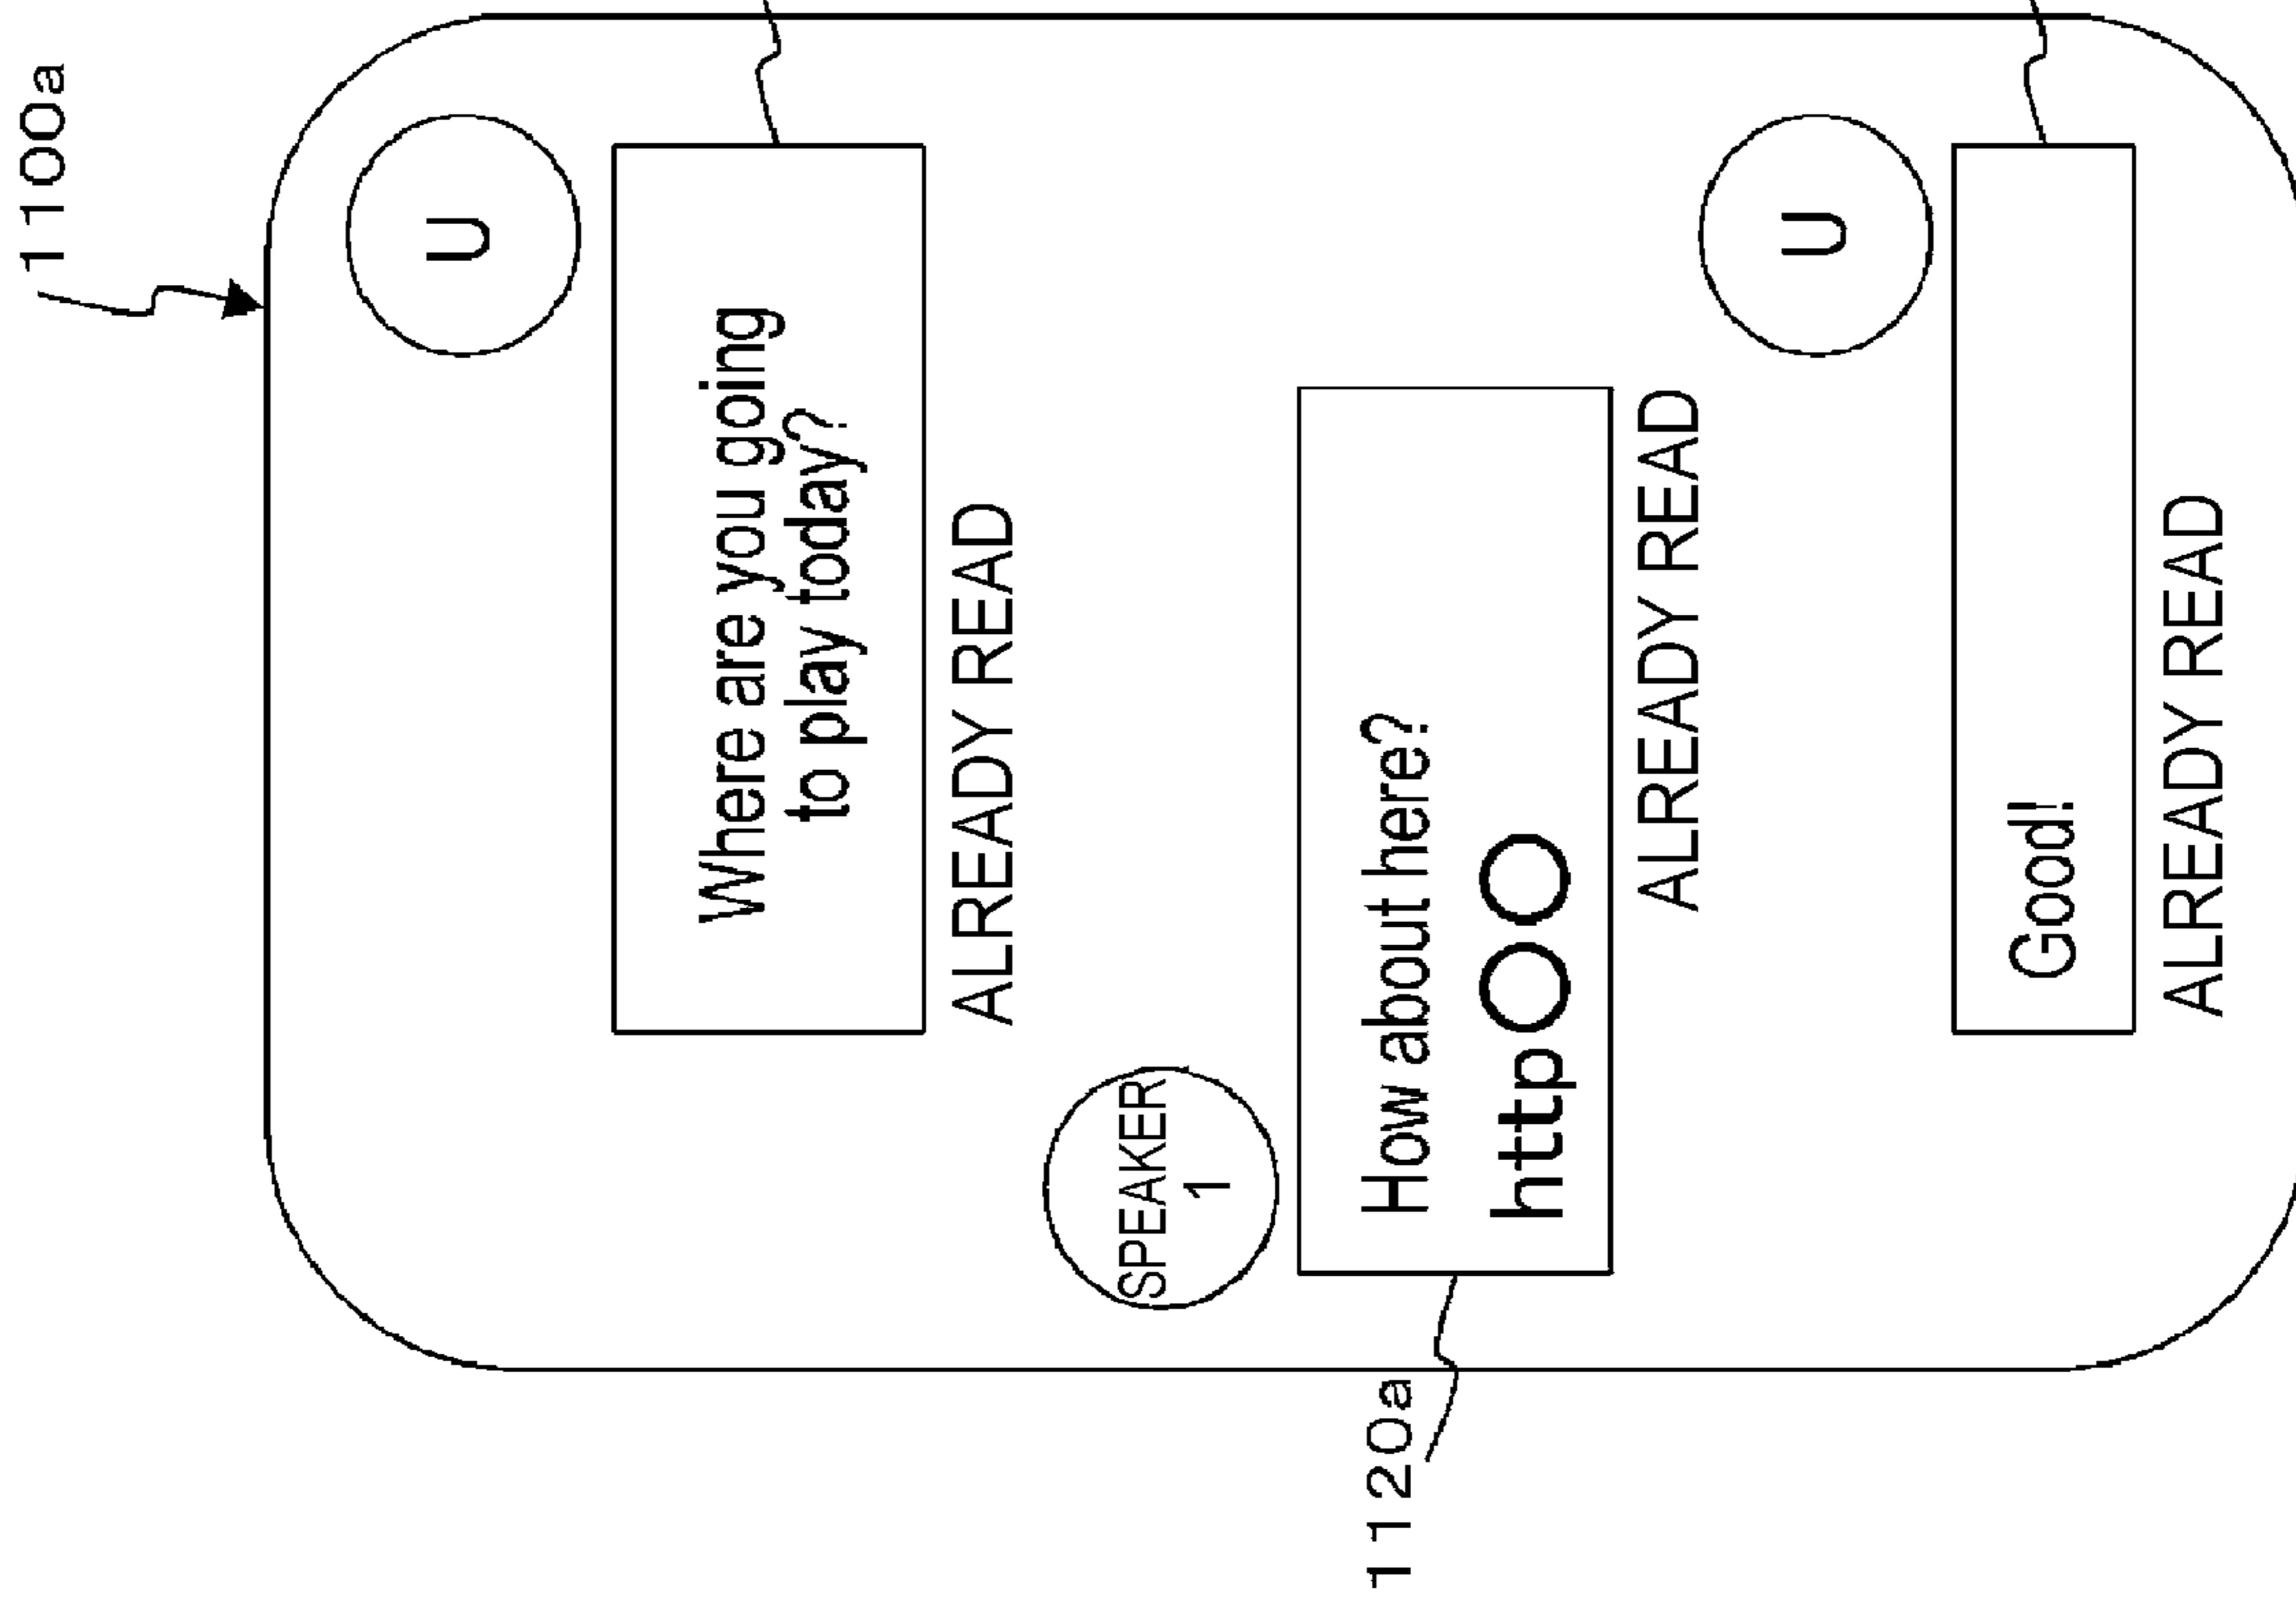 1100a
U
Where are you going
to play today?
ALREADY READ
SPEAKER
1
1120a
How about here?
http○○
ALREADY READ
U
Good!
ALREADY READ